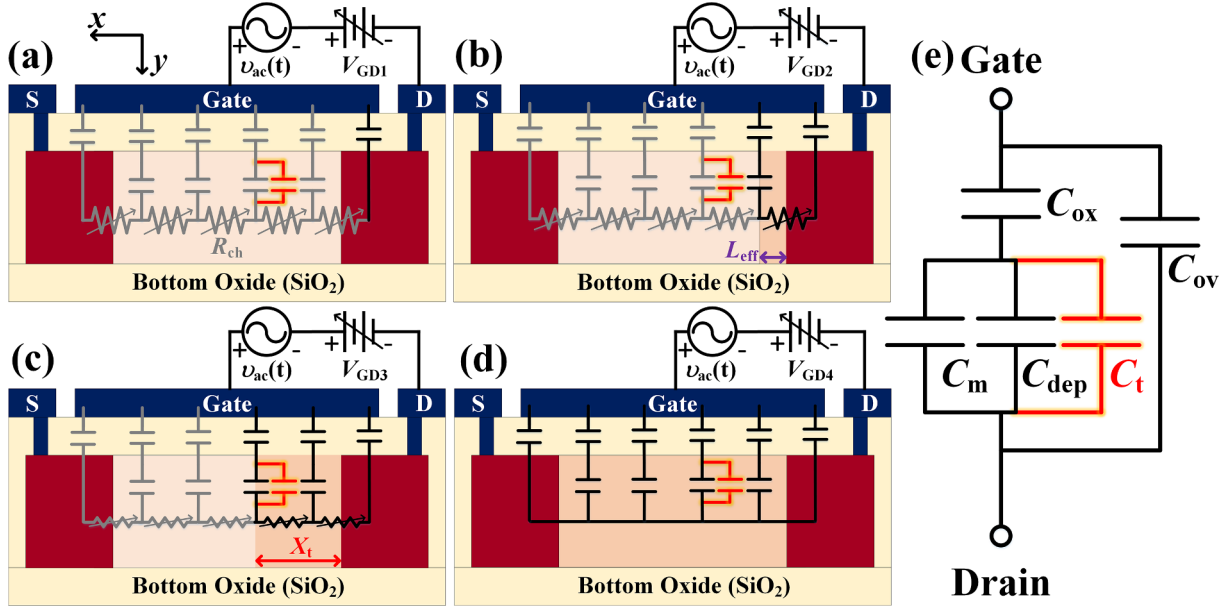 (a)
x
y
+ - + -
υac(t)
VGD1
S
Gate
D
Rch
Bottom Oxide (SiO2)
(b)
+ - + -
υac(t)
VGD2
S
Gate
D
Leff
Bottom Oxide (SiO2)
(c)
+ - + -
υac(t)
VGD3
S
Gate
D
Xt
Bottom Oxide (SiO2)
(d)
+ - + -
υac(t)
VGD4
S
Gate
D
Bottom Oxide (SiO2)
(e)
Gate
Cox
Cov
Cm
Cdep
Ct
Drain